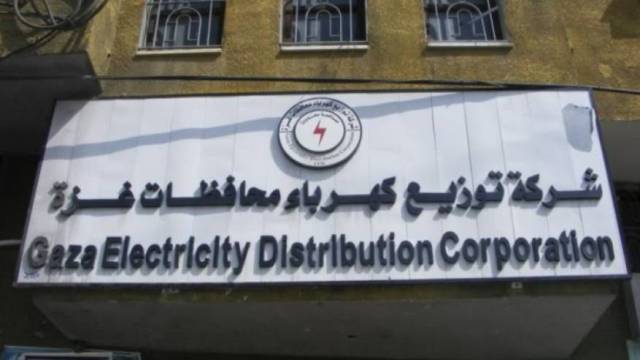 شركة توزيع كهرباء محافظات غزة
Gaza Electricity Distribution Corporation